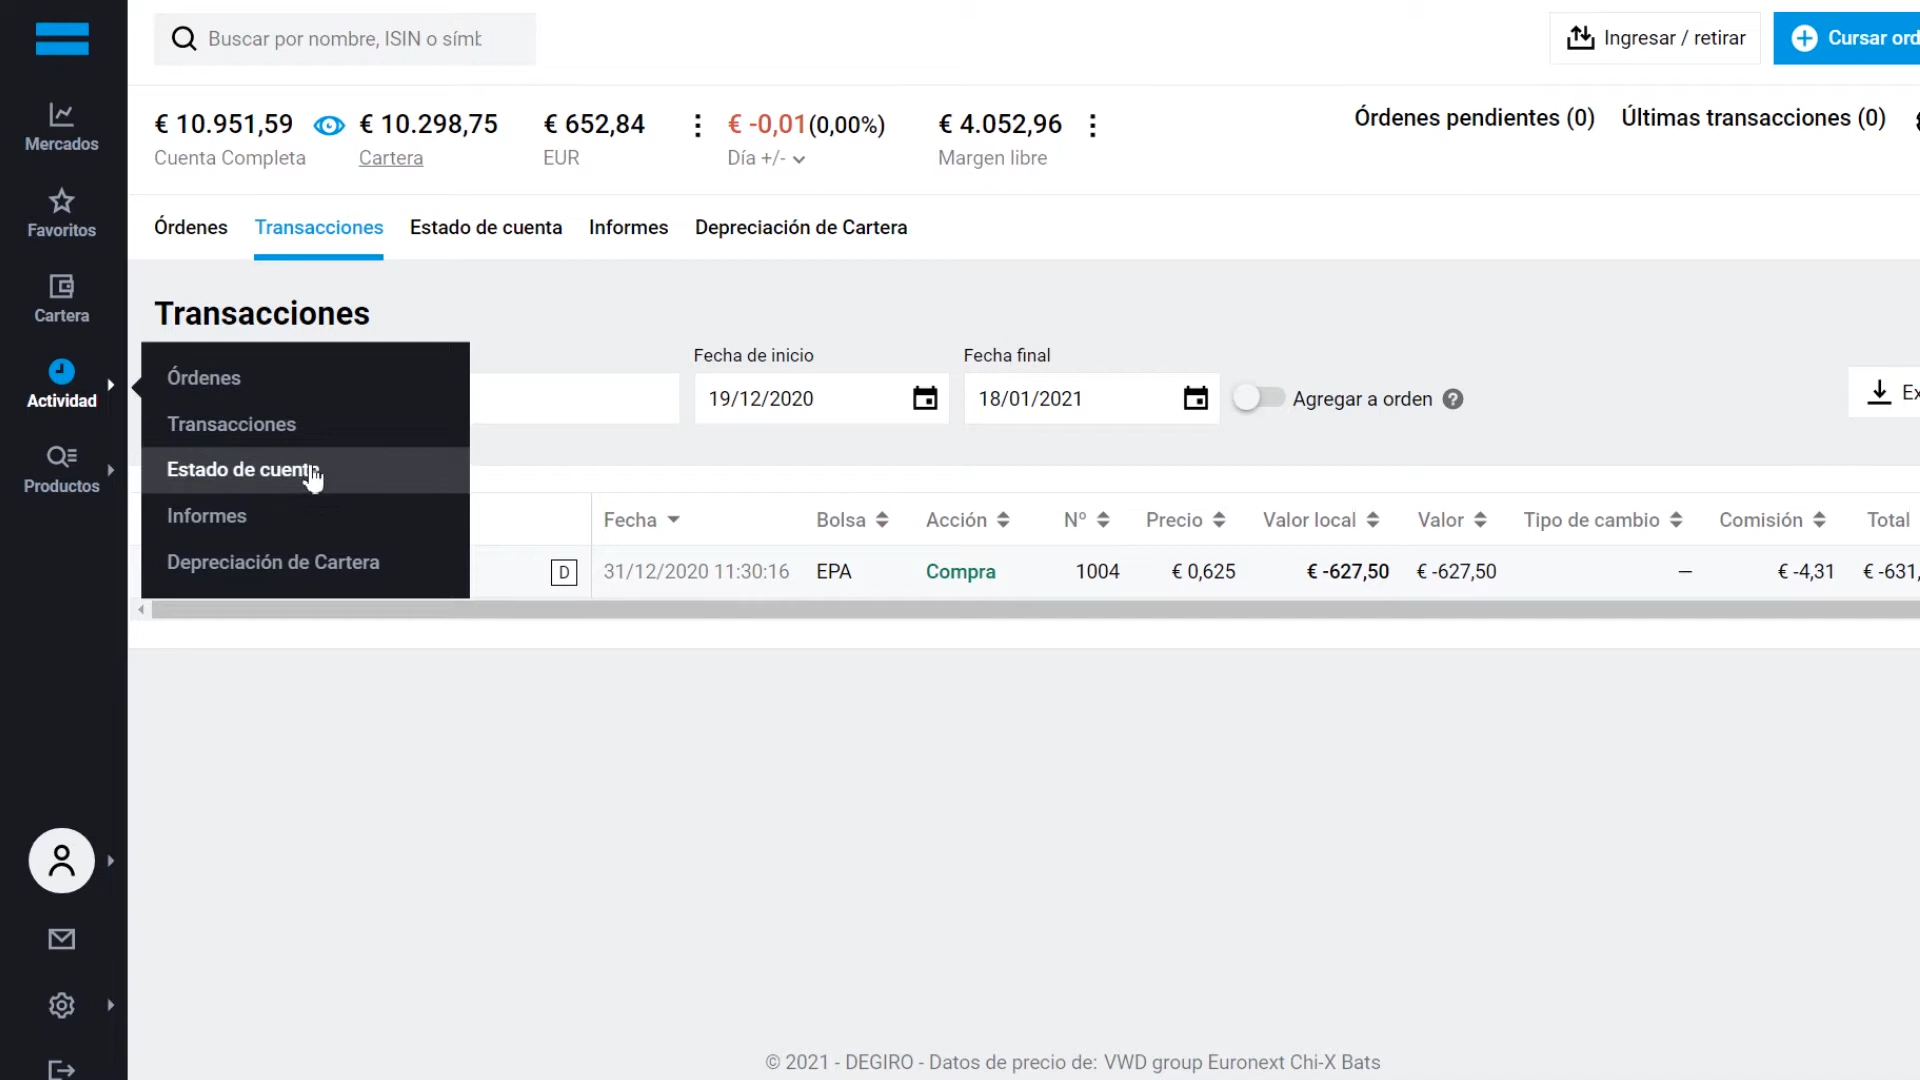 Buscar por nombre, ISIN o símb
Ingresar / retirar
Cursar ord
Mercados
Favoritos
Cartera
Actividad
Productos
€ 10.951,59 € 10.298,75 € 652,84 € -0,01(0,00%) € 4.052,96
Cuenta Completa Cartera EUR Día +/- Margen libre
Órdenes pendientes (0) Últimas transacciones (0)
Órdenes Transacciones Estado de cuenta Informes Depreciación de Cartera
Transacciones
Fecha de inicio Fecha final
19/12/2020 18/01/2021 Agregar a orden ? Ex
Órdenes
Transacciones
Estado de cuenta
Informes
Depreciación de Cartera
Fecha Bolsa Acción Nº Precio Valor local Valor Tipo de cambio Comisión Total
D 31/12/2020 11:30:16 EPA Compra 1004 € 0,625 € -627,50 € -627,50 — € -4,31 € -631,
© 2021 - DEGIRO - Datos de precio de: VWD group Euronext Chi-X Bats